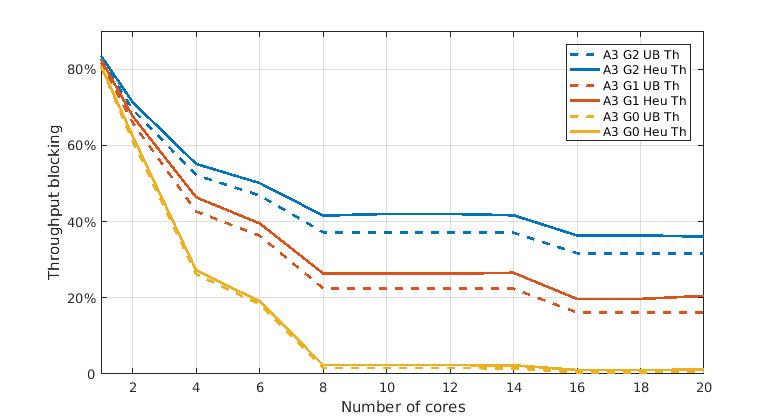 Throughput blocking
80%
60%
40%
20%
0
2 4 6 8 10 12 14 16 18 20
Number of cores
A3 G2 UB Th
A3 G2 Heu Th
A3 G1 UB Th
A3 G1 Heu Th
A3 G0 UB Th
A3 G0 Heu Th